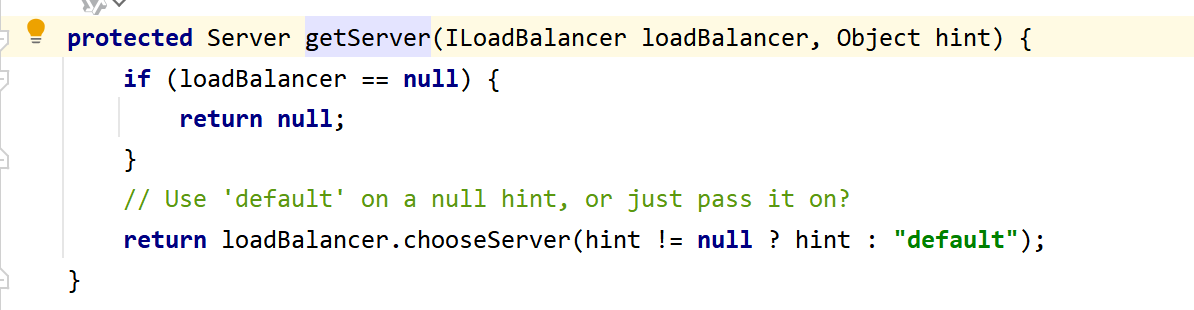 protected Server getServer(ILoadBalancer loadBalancer, Object hint) {
    if (loadBalancer == null) {
        return null;
    }
    // Use 'default' on a null hint, or just pass it on?
    return loadBalancer.chooseServer(hint != null ? hint : "default");
}